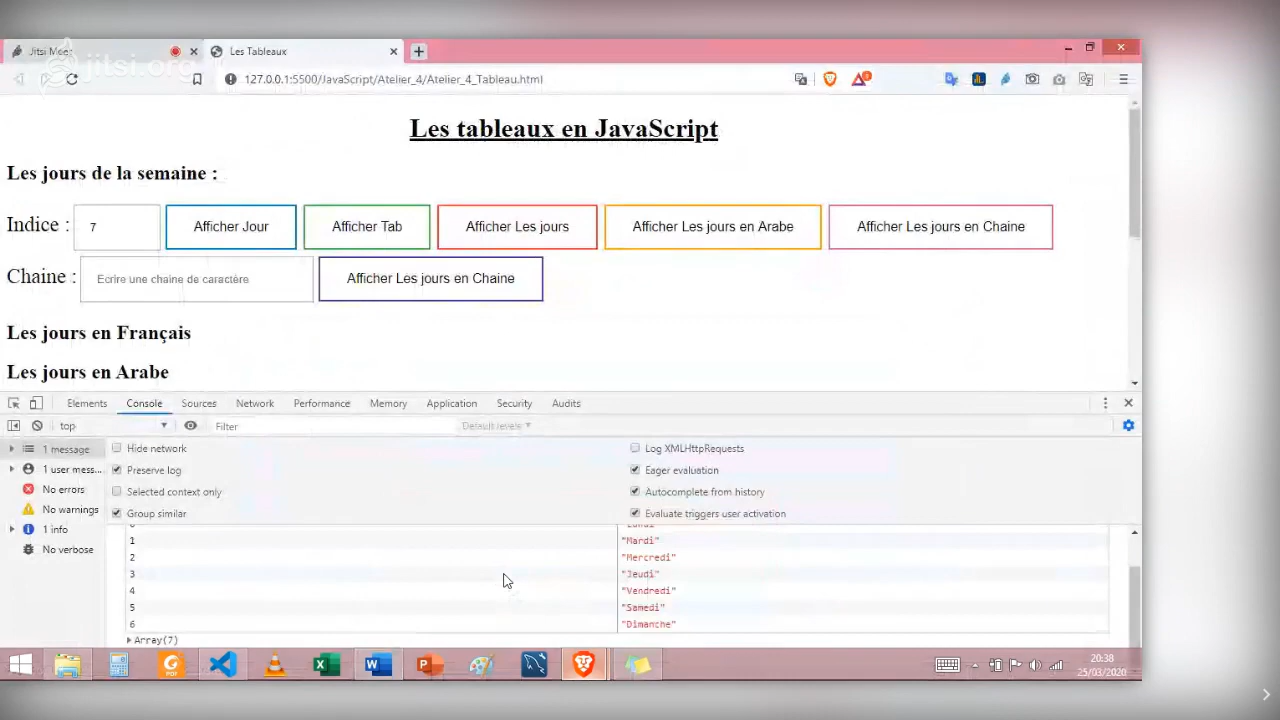 Jitsi Meet
Les Tableaux
jitsi.org
127.0.0.1:5500/JavaScript/Atelier_4/Atelier_4_Tableau.html
Les tableaux en JavaScript
Les jours de la semaine :
Indice : 7 Afficher Jour Afficher Tab Afficher Les jours Afficher Les jours en Arabe Afficher Les jours en Chaine
Chaine : Ecrire une chaine de caractère Afficher Les jours en Chaine
Les jours en Français
Les jours en Arabe
Elements Console Sources Network Performance Memory Application Security Audits
top Filter Default levels
1 message Hide network Log XMLHttpRequests
1 user mess... Preserve log Eager evaluation
No errors Selected context only Autocomplete from history
No warnings Group similar Evaluate triggers user activation
1 info
No verbose
1 "Mardi"
2 "Mercredi"
3 "Jeudi"
4 "Vendredi"
5 "Samedi"
6 "Dimanche"
Array(7)
20:38
25/03/2020